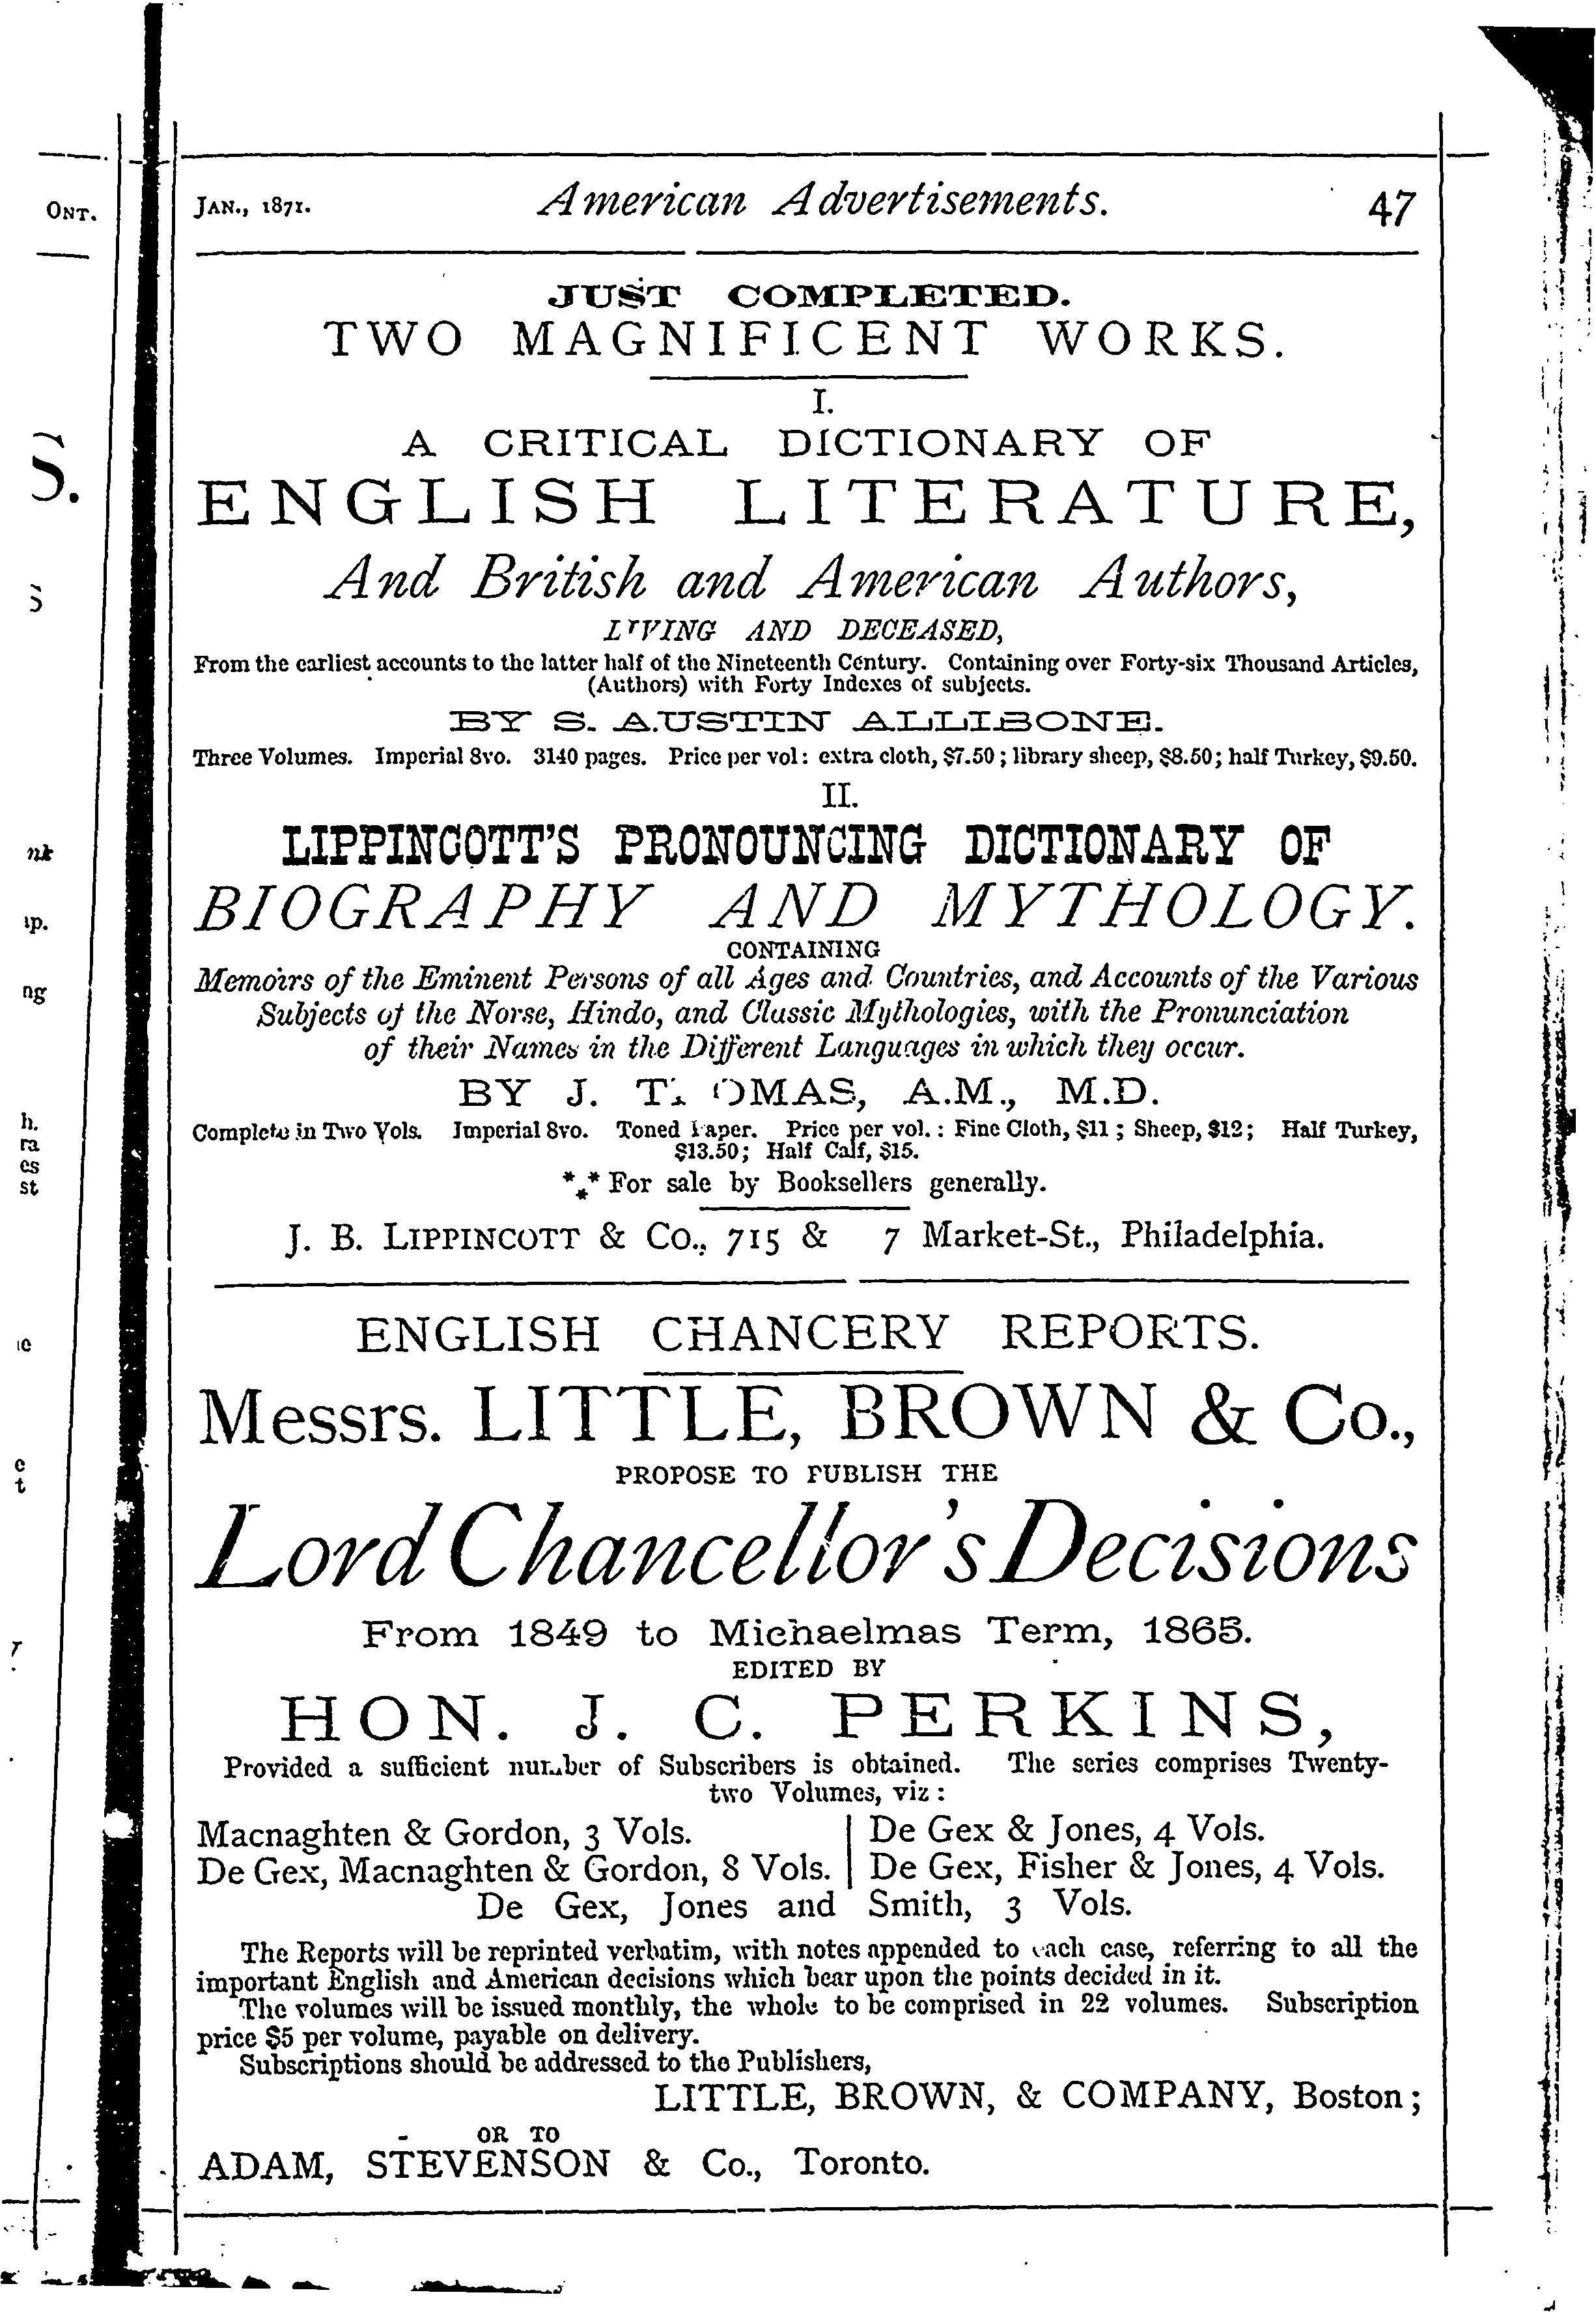 ONT.
S.
nk
ip.
ng
h.
ra
es
st
JAN., 1871. American Advertisements. 47
JUST COMPLETED.
TWO MAGNIFICENT WORKS.
I.
A CRITICAL DICTIONARY OF
ENGLISH LITERATURE,
And British and American Authors,
LIVING AND DECEASED,
From the earliest accounts to the latter half of the Nineteenth Century. Containing over Forty-six Thousand Articles,
(Authors) with Forty Indexes of subjects.
BY S. AUSTIN ALLIBONE.
Three Volumes. Imperial 8vo. 3140 pages. Price per vol: extra cloth, $7.50; library sheep, $8.50; half Turkey, $9.50.
II.
LIPPINCOTT'S PRONOUNCING DICTIONARY OF
BIOGRAPHY AND MYTHOLOGY.
CONTAINING
Memoirs of the Eminent Persons of all Ages and Countries, and Accounts of the Various
Subjects of the Norse, Hindo, and Classic Mythologies, with the Pronunciation
of their Names in the Different Languages in which they occur.
BY J. THOMAS, A.M., M.D.
Complete in Two Vols. Imperial 8vo. Toned Paper. Price per vol.: Fine Cloth, $11; Sheep, $12; Half Turkey,
$13.50; Half Calf, $15.
*⁎* For sale by Booksellers generally.
J. B. LIPPINCOTT & Co., 715 & 7 Market-St., Philadelphia.
ENGLISH CHANCERY REPORTS.
Messrs. LITTLE, BROWN & Co.,
PROPOSE TO PUBLISH THE
Lord Chancellor's Decisions
From 1849 to Michaelmas Term, 1865.
EDITED BY
HON. J. C. PERKINS,
Provided a sufficient number of Subscribers is obtained. The series comprises Twenty-
two Volumes, viz:
Macnaghten & Gordon, 3 Vols. | De Gex & Jones, 4 Vols.
De Gex, Macnaghten & Gordon, 8 Vols. | De Gex, Fisher & Jones, 4 Vols.
De Gex, Jones and Smith, 3 Vols.
The Reports will be reprinted verbatim, with notes appended to each case, referring to all the
important English and American decisions which bear upon the points decided in it.
The volumes will be issued monthly, the whole to be comprised in 22 volumes. Subscription
price $5 per volume, payable on delivery.
Subscriptions should be addressed to the Publishers,
LITTLE, BROWN, & COMPANY, Boston;
OR TO
ADAM, STEVENSON & Co., Toronto.